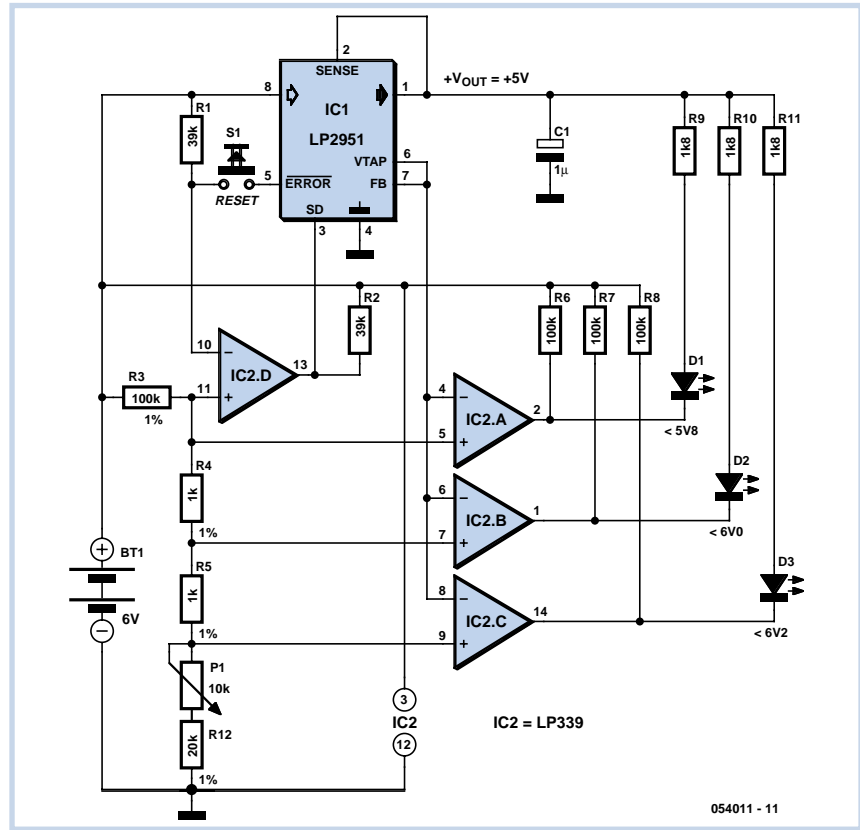 2
SENSE
8
1
+VOUT = +5V
IC1
LP2951
R1
39k
S1
RESET
5
ERROR
VTAP
6
FB
7
SD
3
4
C1
1µ
R9
1k8
R10
1k8
R11
1k8
R2
39k
R6
100k
R7
100k
R8
100k
10
–
IC2.D
13
11
+
R3
100k
1%
4
–
IC2.A
2
5
+
D1
< 5V8
R4
1k
1%
6
–
IC2.B
1
7
+
D2
< 6V0
+
BT1
6V
–
R5
1k
1%
8
–
IC2.C
14
9
+
D3
< 6V2
P1
10k
R12
20k
1%
3
IC2
12
IC2 = LP339
054011 - 11